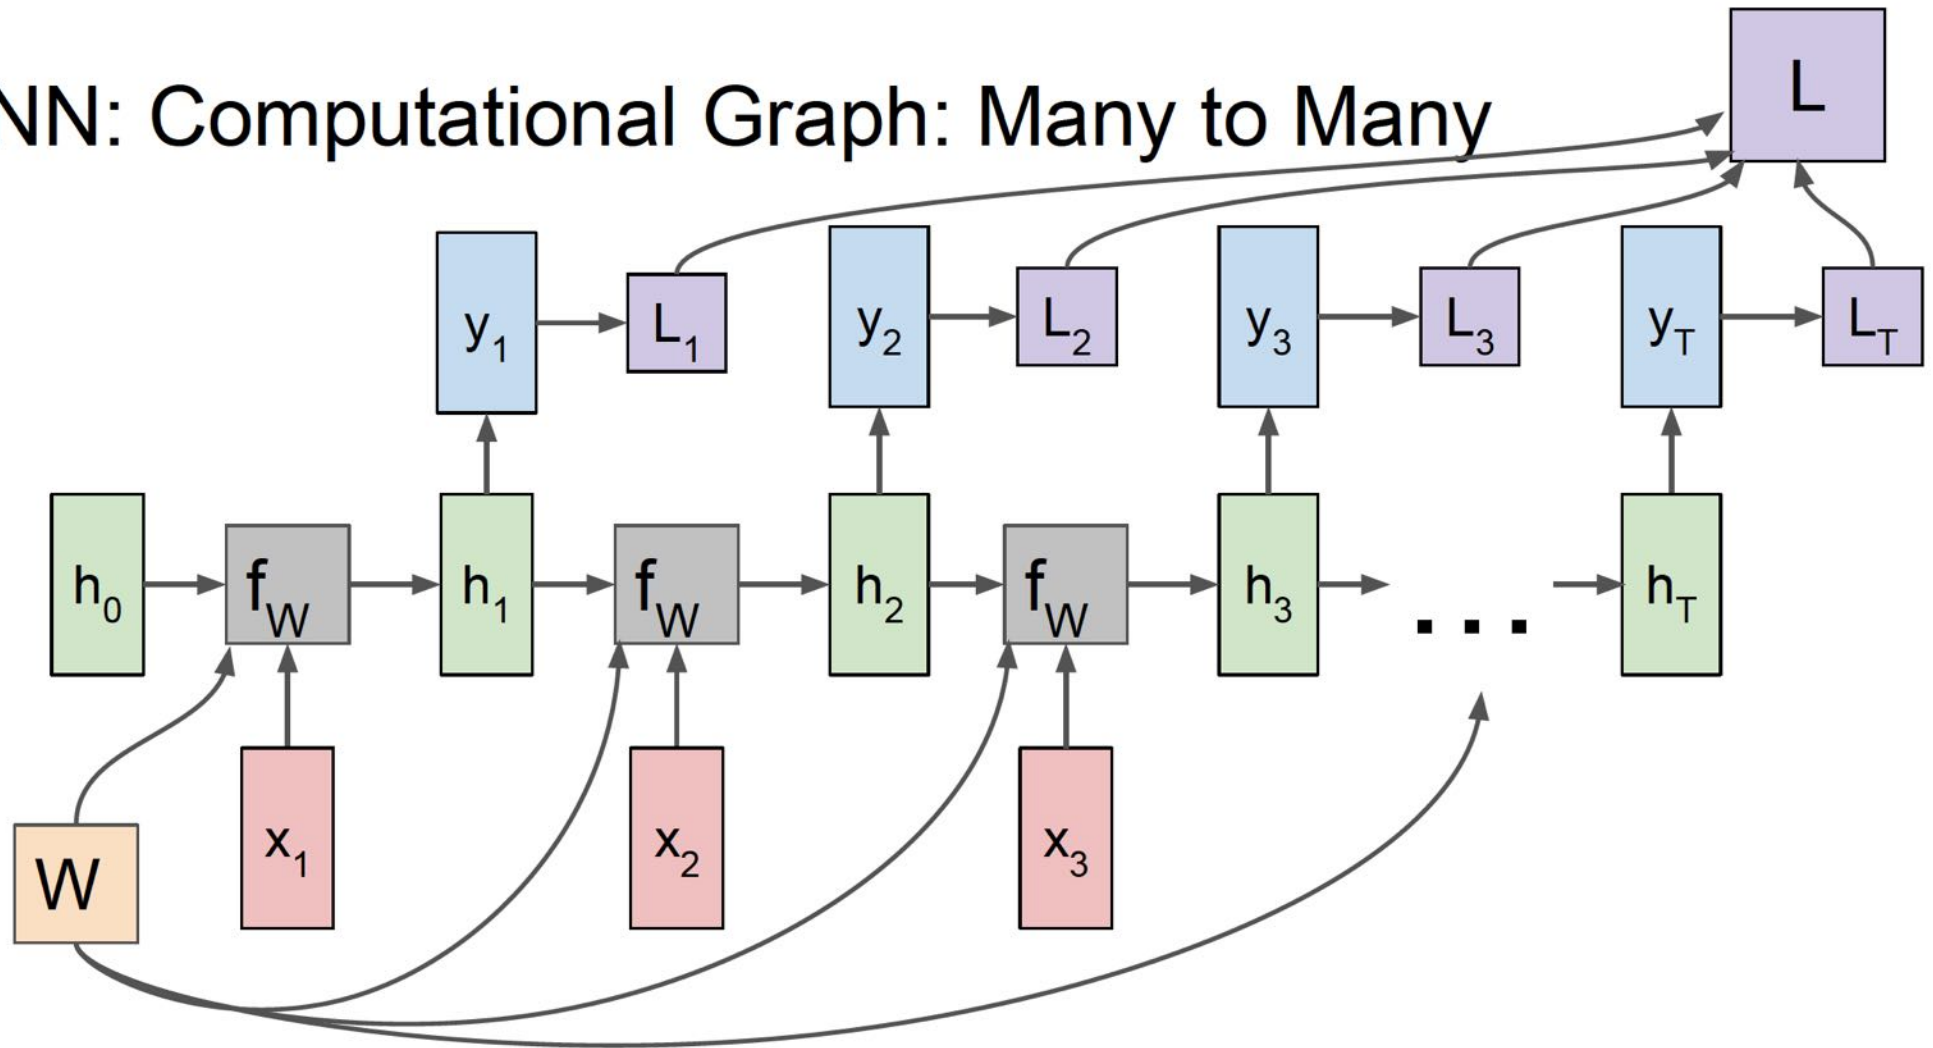 NN: Computational Graph: Many to Many
L
y1
L1
y2
L2
y3
L3
yT
LT
h0
fW
h1
fW
h2
fW
h3
...
hT
W
x1
x2
x3